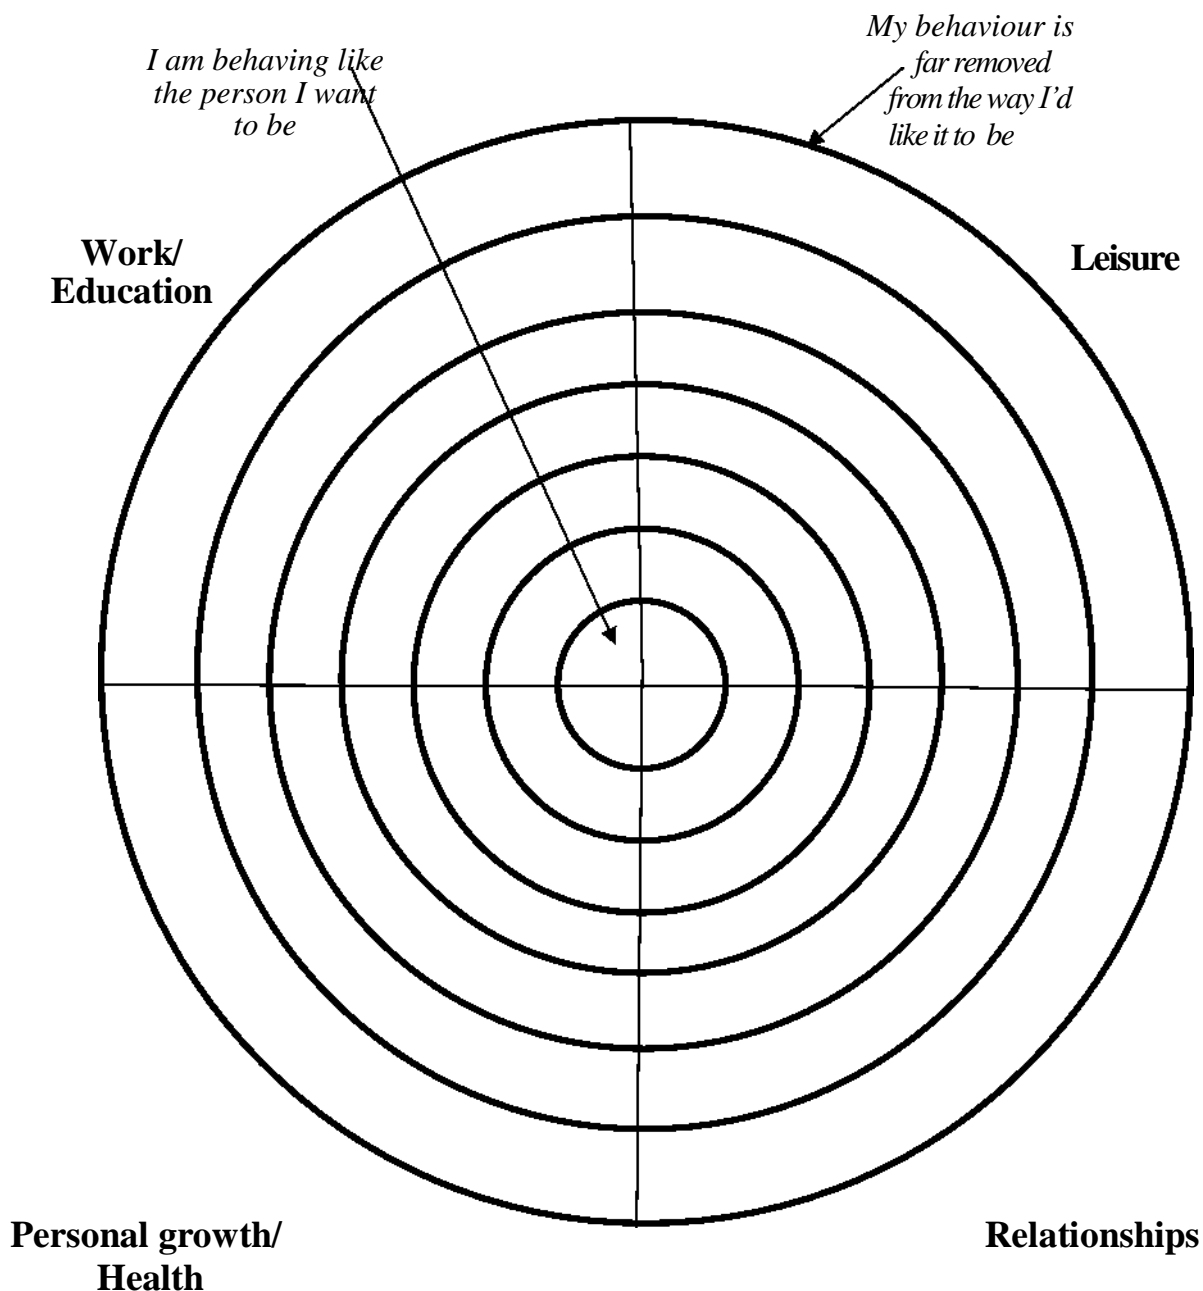 I am behaving like
the person I want
to be
My behaviour is
far removed
from the way I'd
like it to be
Work/
Education
Leisure
Personal growth/
Health
Relationships